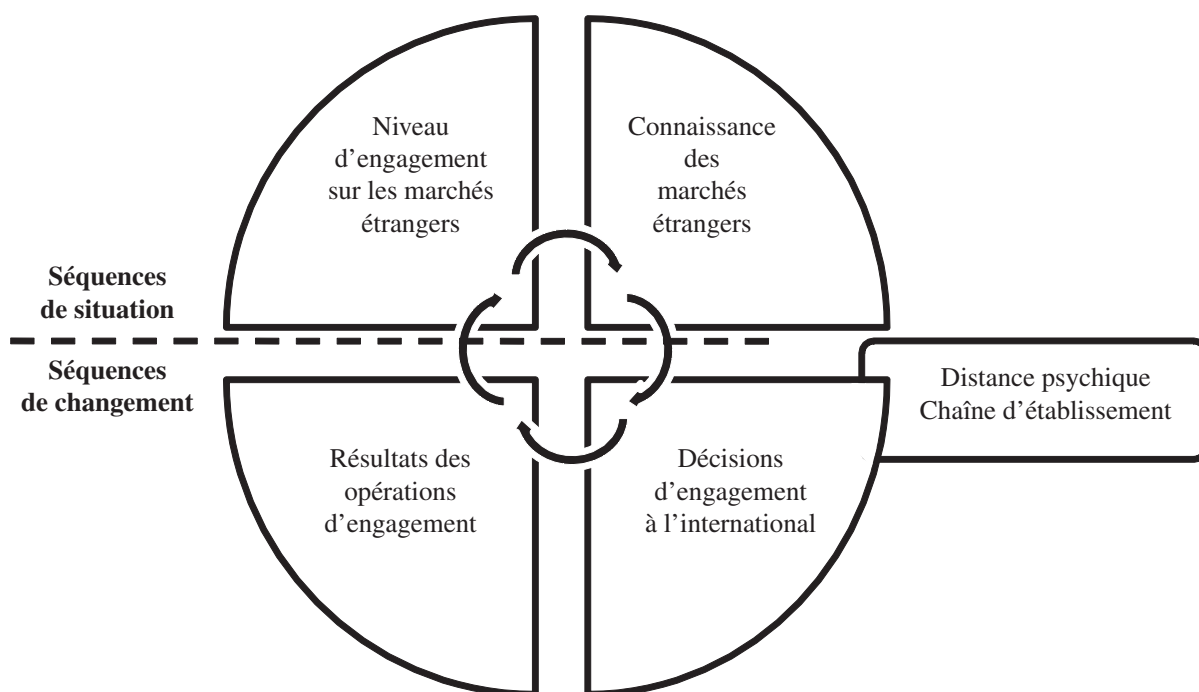 Niveau
d’engagement
sur les marchés
étrangers
Connaissance
des
marchés
étrangers
Séquences
de situation
Séquences
de changement
Distance psychique
Chaîne d’établissement
Résultats des
opérations
d’engagement
Décisions
d’engagement
à l’international